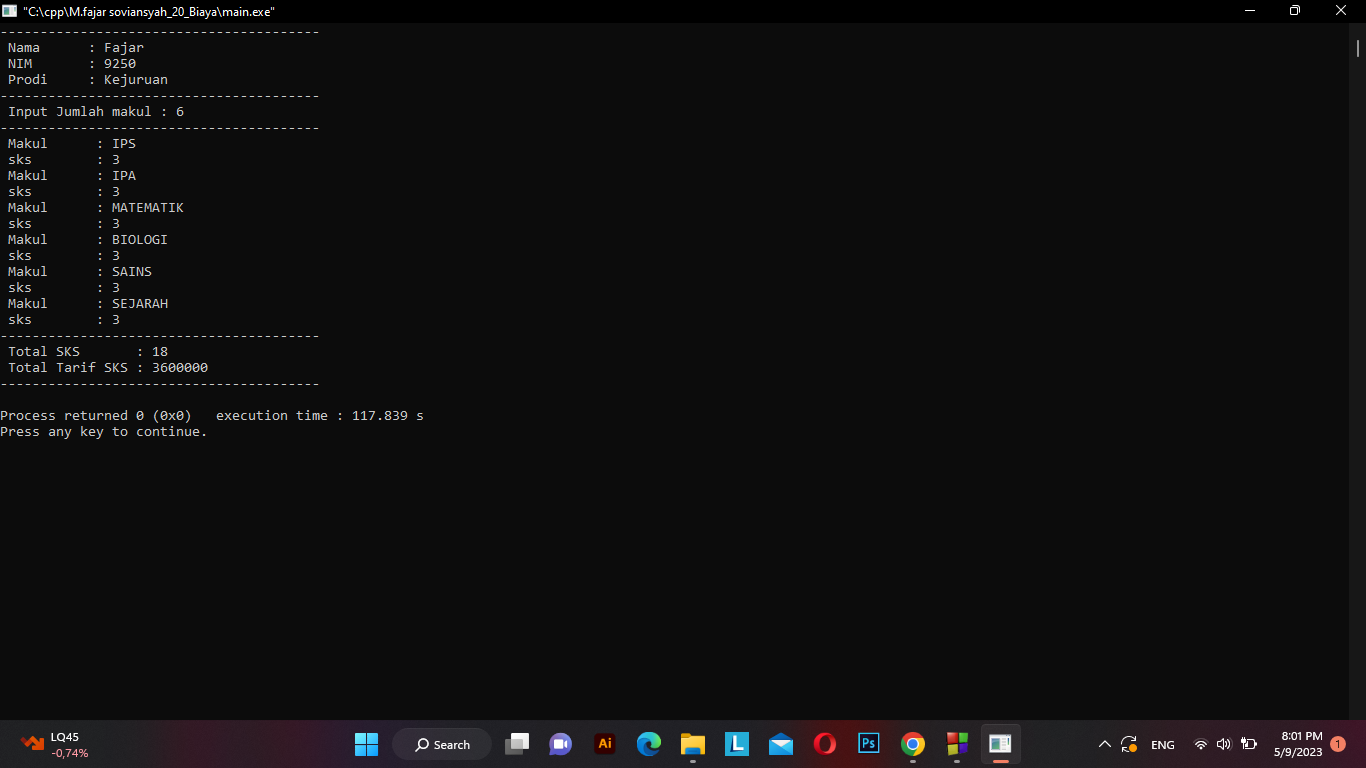 "C:\cpp\M.fajar soviansyah_20_Biaya\main.exe"
----------------------------------------
Nama : Fajar
NIM : 9250
Prodi : Kejuruan
----------------------------------------
Input Jumlah makul : 6
----------------------------------------
Makul : IPS
sks : 3
Makul : IPA
sks : 3
Makul : MATEMATIK
sks : 3
Makul : BIOLOGI
sks : 3
Makul : SAINS
sks : 3
Makul : SEJARAH
sks : 3
----------------------------------------
Total SKS : 18
Total Tarif SKS : 3600000
----------------------------------------
Process returned 0 (0x0) execution time : 117.839 s
Press any key to continue.
LQ45
-0,74%
Search
Ai
L
Ps
ENG
8:01 PM
5/9/2023
1